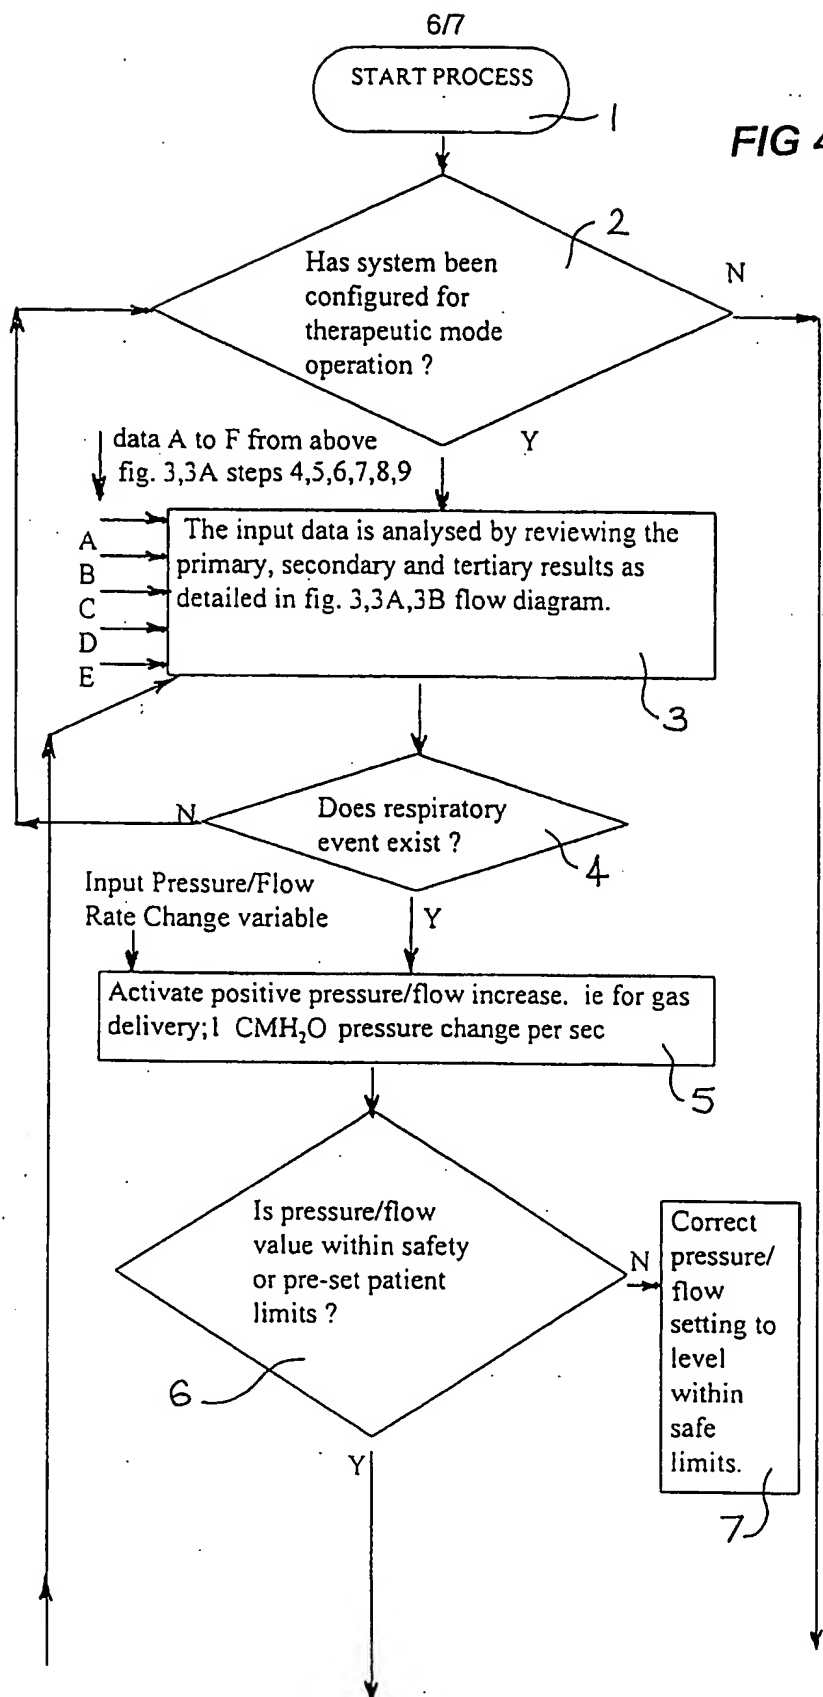 6/7
START PROCESS
1
FIG 4
2
Has system been
configured for
therapeutic mode
operation ?
N
Y
data A to F from above
fig. 3,3A steps 4,5,6,7,8,9
A
B
C
D
E
The input data is analysed by reviewing the
primary, secondary and tertiary results as
detailed in fig. 3,3A,3B flow diagram.
3
N
Does respiratory
event exist ?
4
Input Pressure/Flow
Rate Change variable
Y
Activate positive pressure/flow increase. ie for gas
delivery;1 CMH₂O pressure change per sec
5
Is pressure/flow
value within safety
or pre-set patient
limits ?
N
6
Y
Correct
pressure/
flow
setting to
level
within
safe
limits.
7